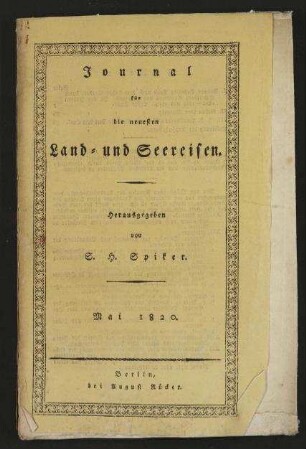 Journal
für
die neuesten
Land- und Seereisen.
Herausgegeben
von
S. H. Spiker.
Mai 1820.
Berlin,
bei August Rücker.